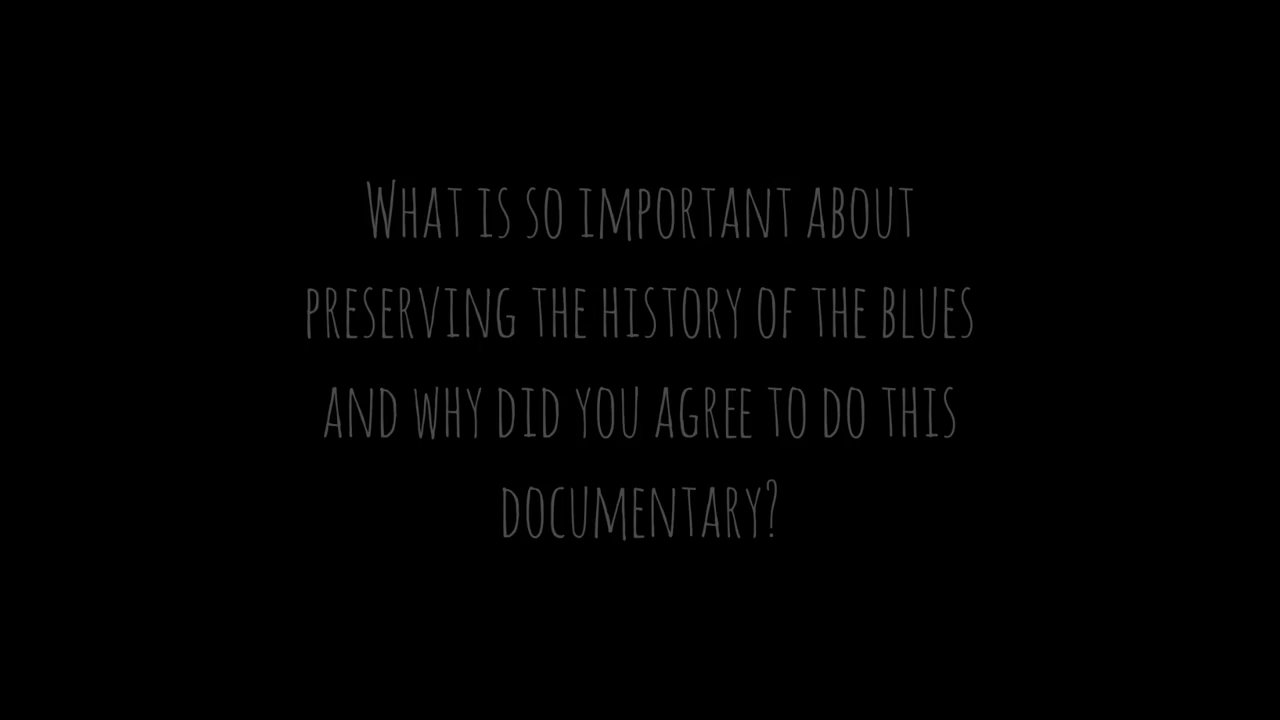 What is so important about
preserving the history of the blues
and why did you agree to do this
documentary?